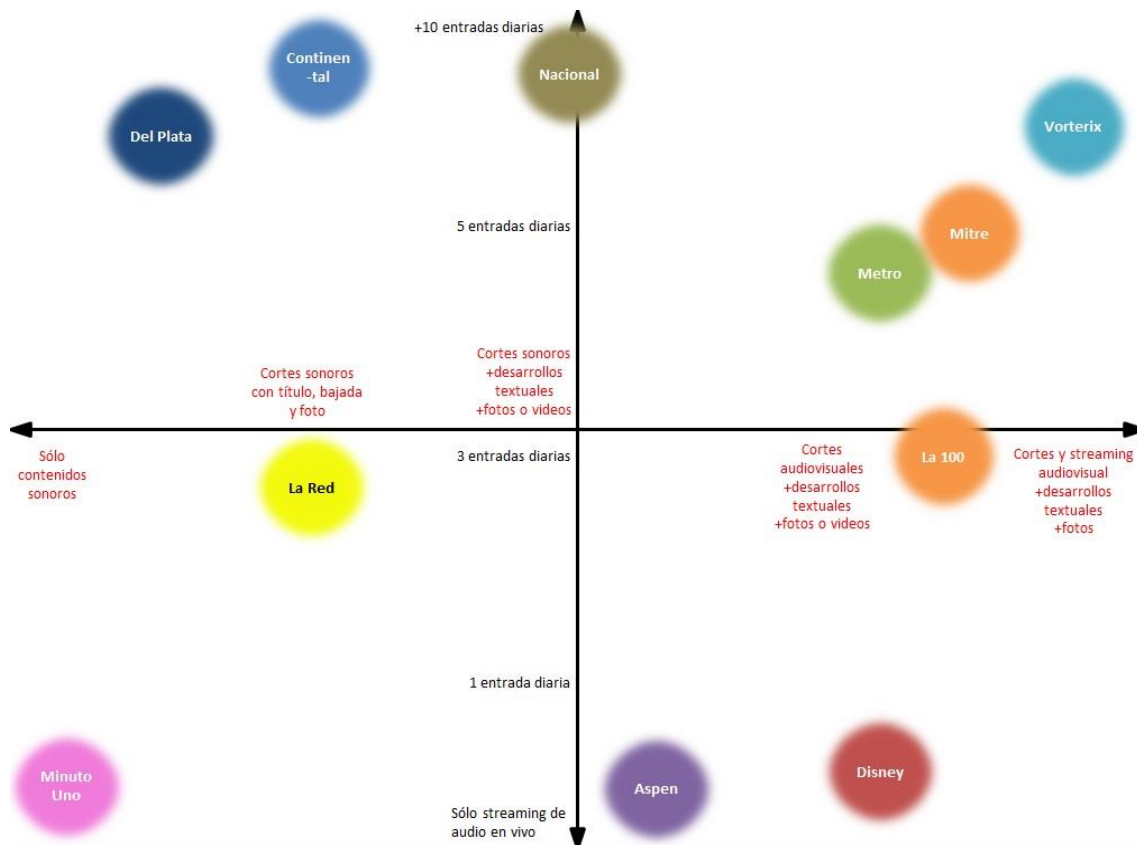 +10 entradas diarias
Continen
-tal
Nacional
Del Plata
Vorterix
5 entradas diarias
Mitre
Metro
Cortes sonoros
+desarrollos
textuales
+fotos o videos
Cortes sonoros
con título, bajada
y foto
Sólo
contenidos
sonoros
3 entradas diarias
La Red
Cortes
audiovisuales
+desarrollos
textuales
+fotos o videos
La 100
Cortes y streaming
audiovisual
+desarrollos
textuales
+fotos
1 entrada diaria
Minuto
Uno
Aspen
Disney
Sólo streaming de
audio en vivo